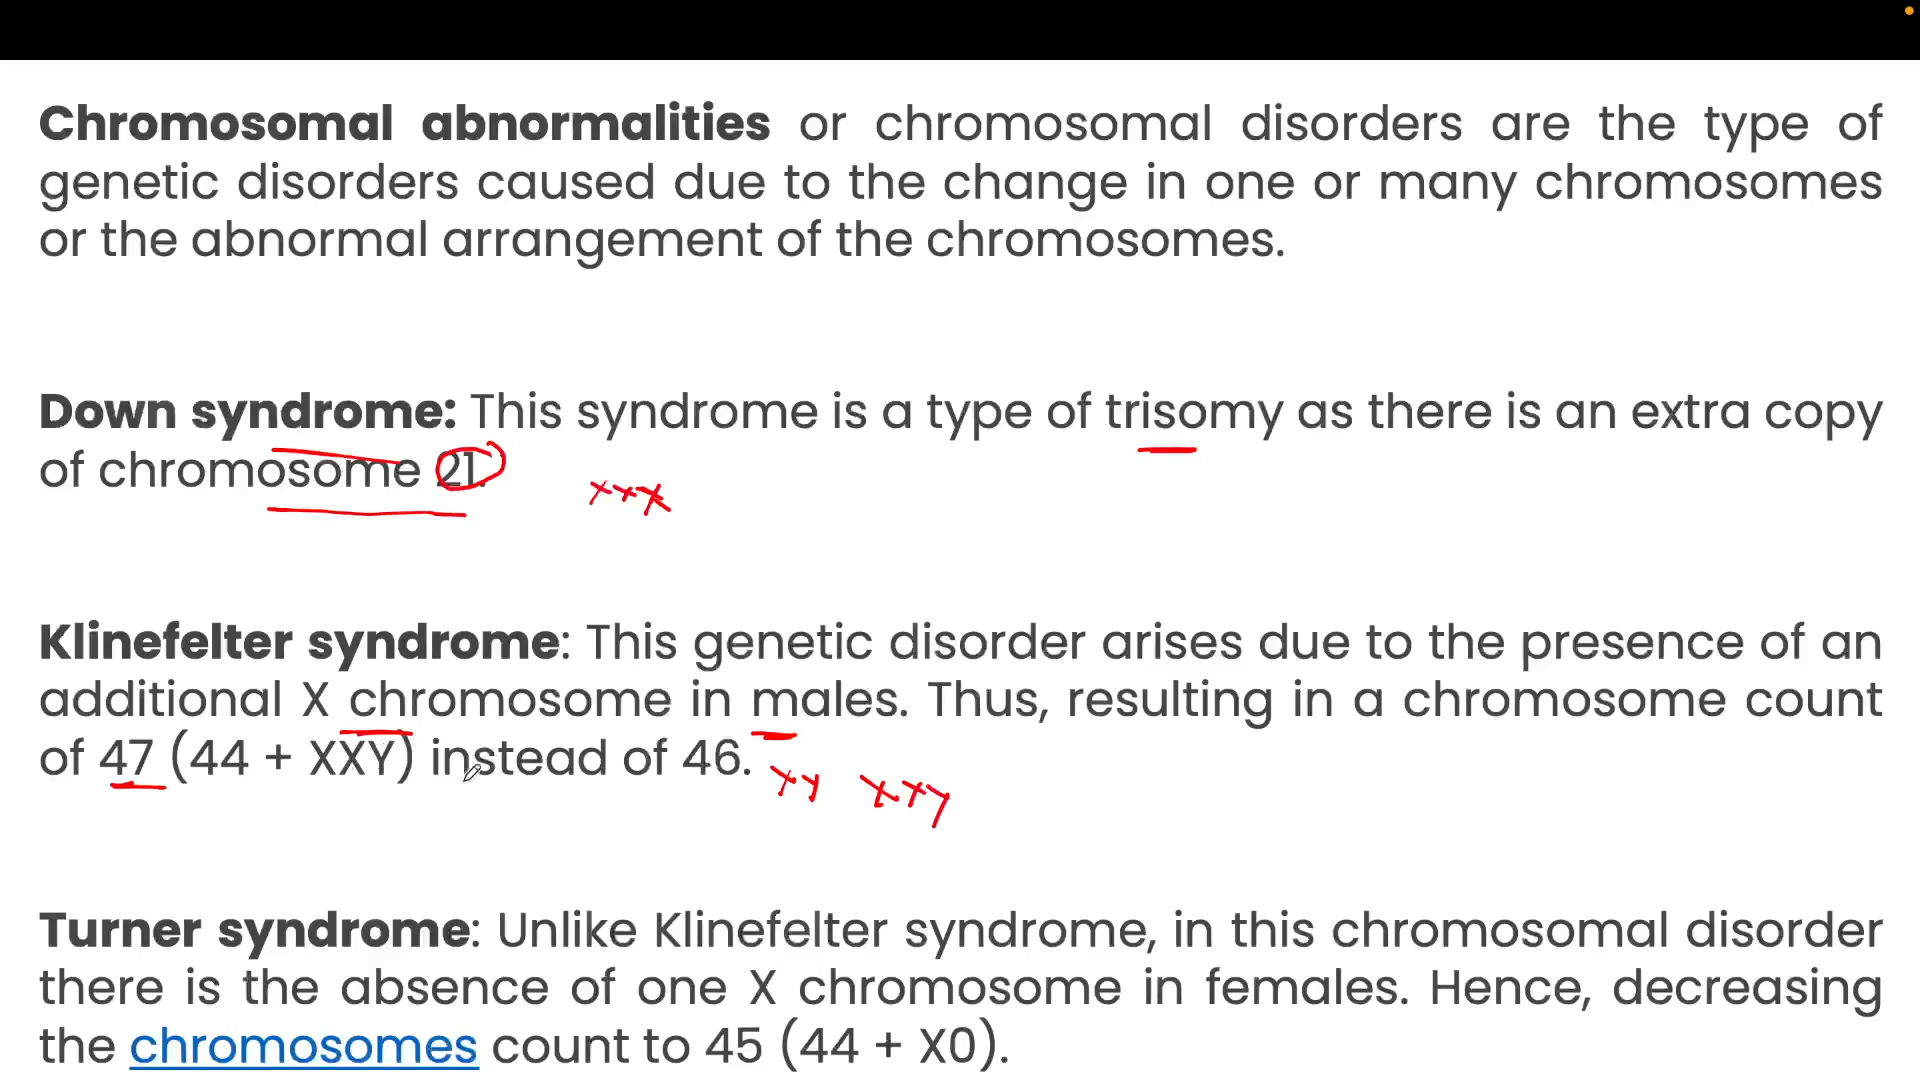 Chromosomal abnormalities or chromosomal disorders are the type of
genetic disorders caused due to the change in one or many chromosomes
or the abnormal arrangement of the chromosomes.
Down syndrome: This syndrome is a type of trisomy as there is an extra copy
of chromosome 21.
xxx
Klinefelter syndrome: This genetic disorder arises due to the presence of an
additional X chromosome in males. Thus, resulting in a chromosome count
of 47 (44 + XXY) instead of 46.
xy xxy
Turner syndrome: Unlike Klinefelter syndrome, in this chromosomal disorder
there is the absence of one X chromosome in females. Hence, decreasing
the chromosomes count to 45 (44 + X0).